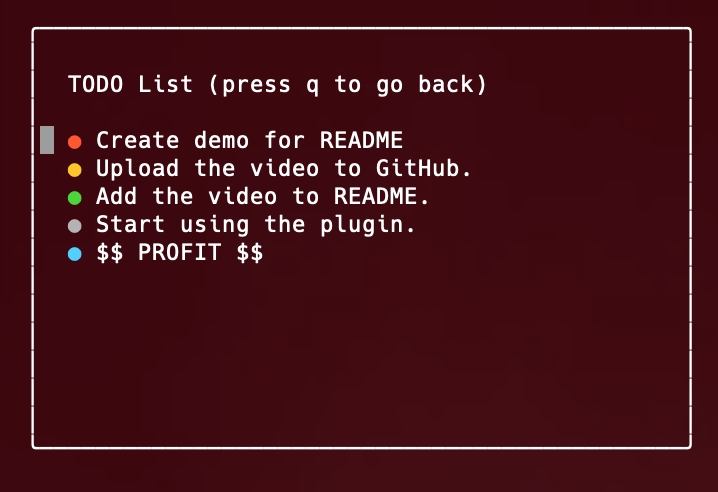 TODO List (press q to go back)
● Create demo for README
● Upload the video to GitHub.
● Add the video to README.
● Start using the plugin.
● $$ PROFIT $$